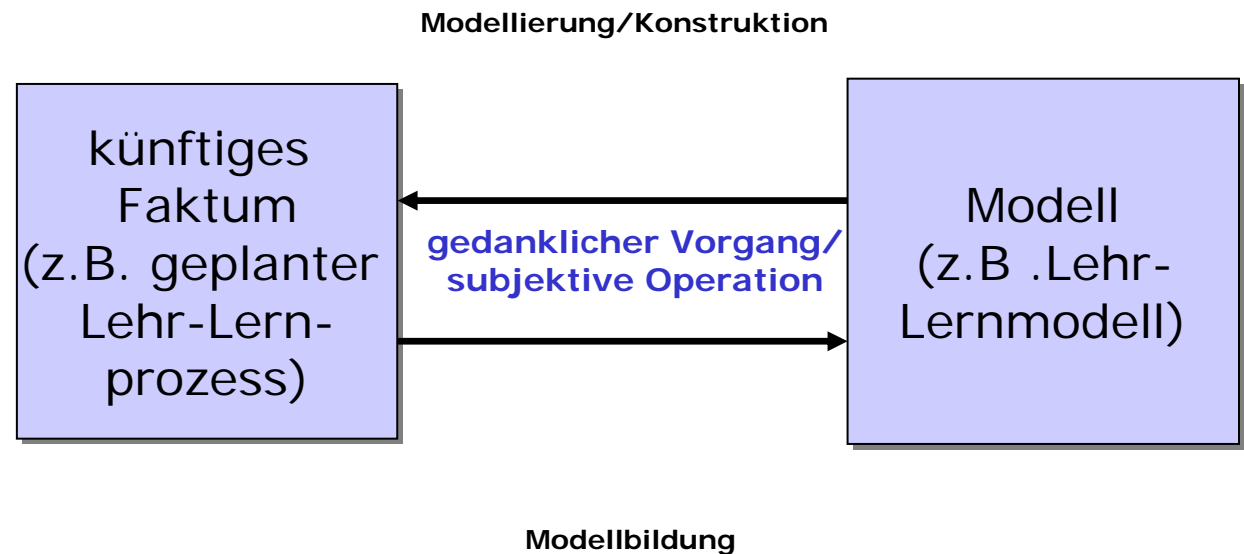 Modellierung/Konstruktion
künftiges
Faktum
(z.B. geplanter
Lehr-Lern-
prozess)
gedanklicher Vorgang/
subjektive Operation
Modell
(z.B .Lehr-
Lernmodell)
Modellbildung